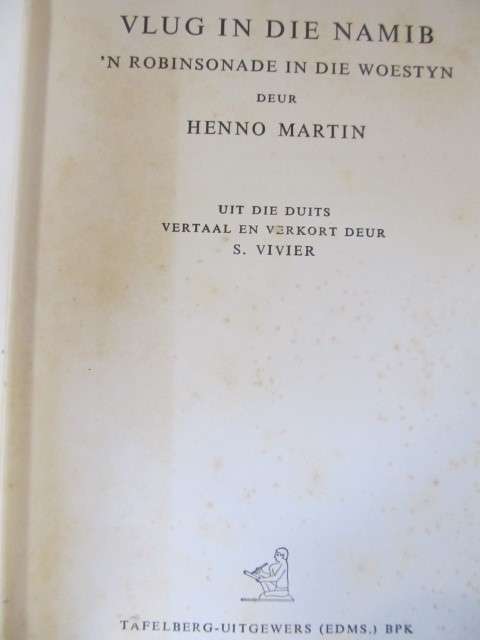 VLUG IN DIE NAMIB
'N ROBINSONADE IN DIE WOESTYN
DEUR
HENNO MARTIN
UIT DIE DUITS
VERTAAL EN VERKORT DEUR
S. VIVIER
TAFELBERG-UITGEWERS (EDMS.) BPK